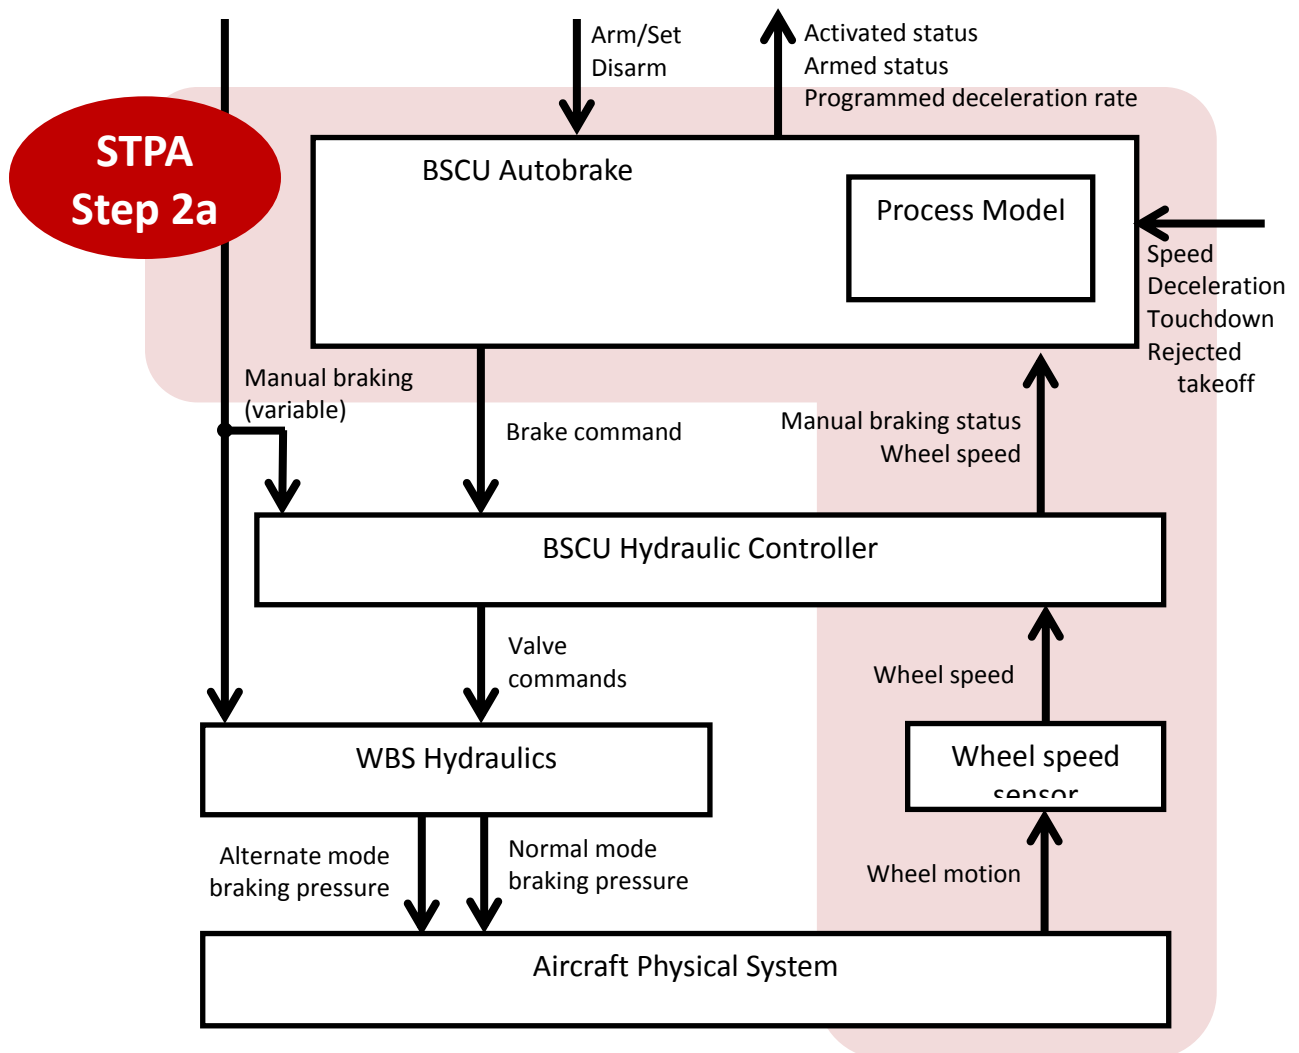 Arm/Set
Disarm
Activated status
Armed status
Programmed deceleration rate
STPA
Step 2a
BSCU Autobrake
Process Model
Speed
Deceleration
Touchdown
Rejected
takeoff
Manual braking
(variable)
Brake command
Manual braking status
Wheel speed
BSCU Hydraulic Controller
Valve
commands
Wheel speed
WBS Hydraulics
Wheel speed
sensor
Alternate mode
braking pressure
Normal mode
braking pressure
Wheel motion
Aircraft Physical System